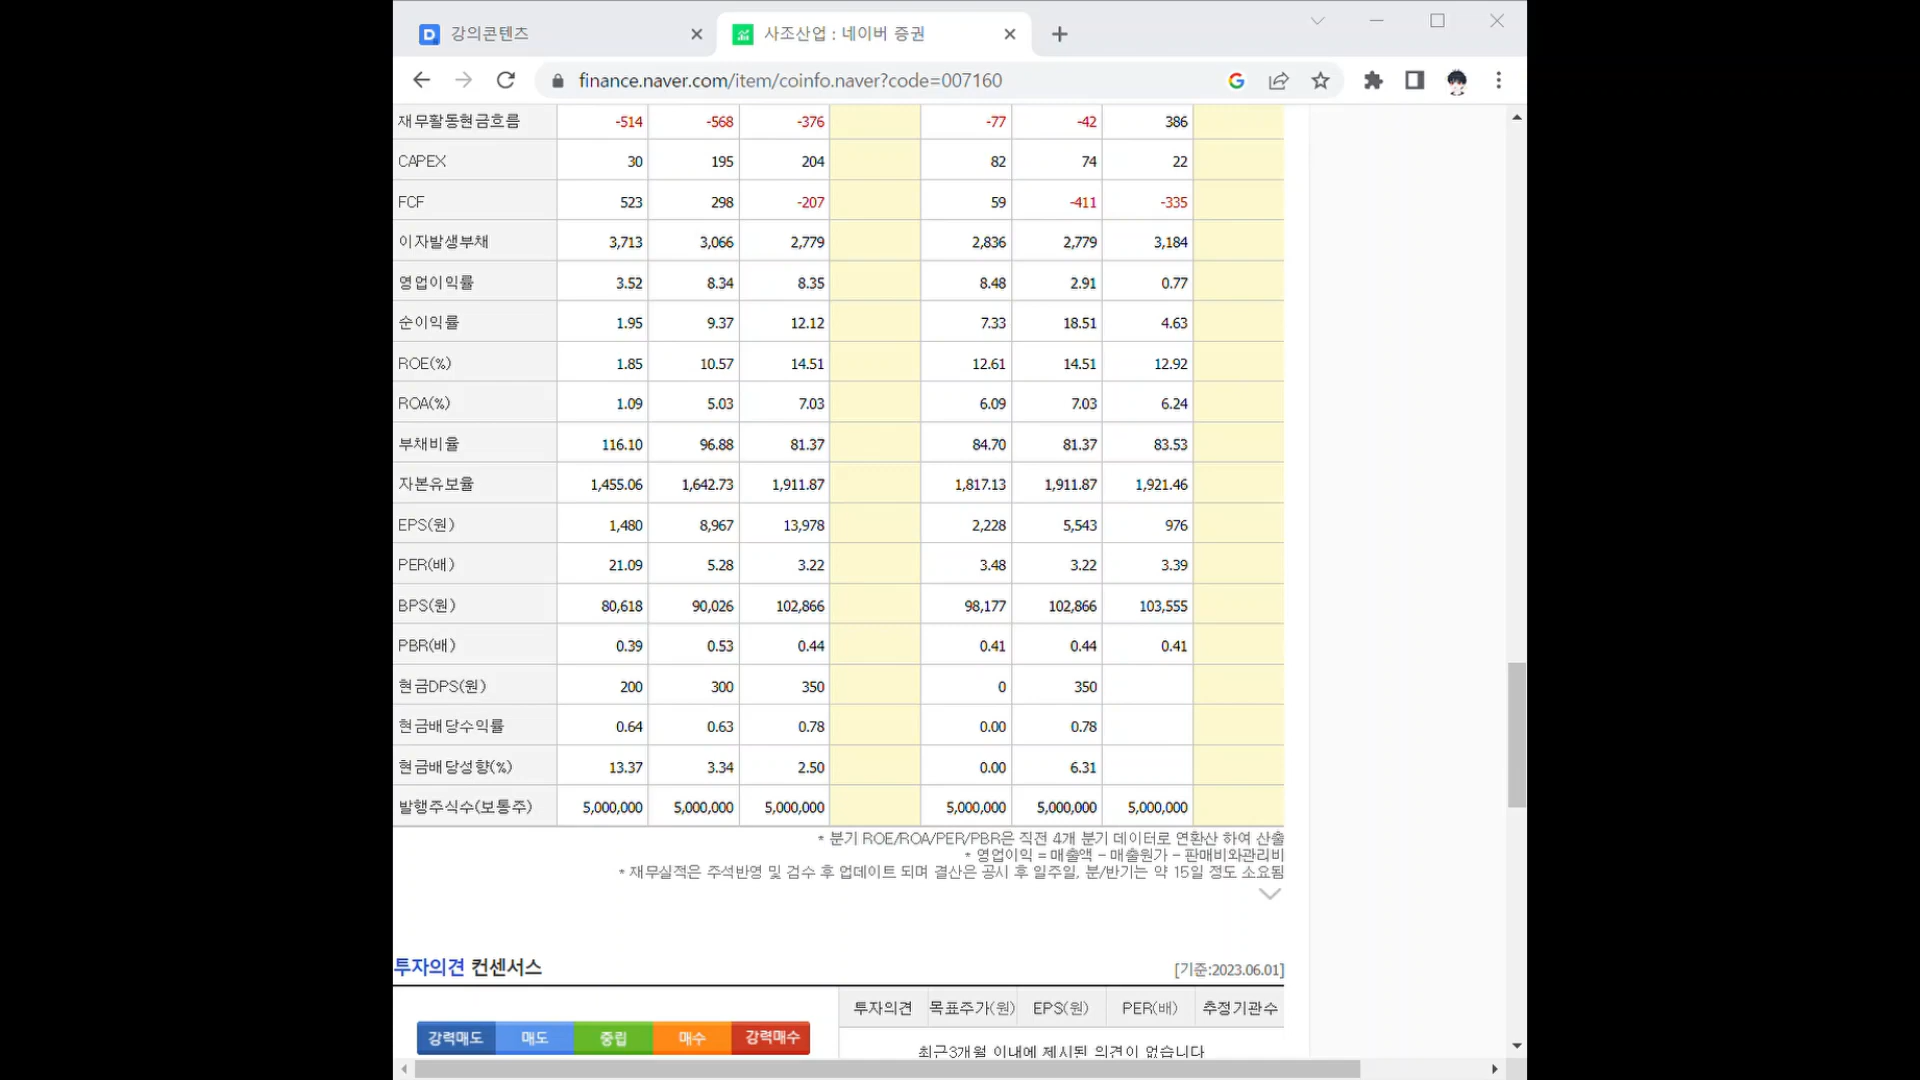 강의콘텐츠
사조산업 : 네이버 증권
finance.naver.com/item/coinfo.naver?code=007160
재무활동현금흐름 -514 -568 -376 -77 -42 386
CAPEX 30 195 204 82 74 22
FCF 523 298 -207 59 -411 -335
이자발생부채 3,713 3,066 2,779 2,836 2,779 3,184
영업이익률 3.52 8.34 8.35 8.48 2.91 0.77
순이익률 1.95 9.37 12.12 7.33 18.51 4.63
ROE(%) 1.85 10.57 14.51 12.61 14.51 12.92
ROA(%) 1.09 5.03 7.03 6.09 7.03 6.24
부채비율 116.10 96.88 81.37 84.70 81.37 83.53
자본유보율 1,455.06 1,642.73 1,911.87 1,817.13 1,911.87 1,921.46
EPS(원) 1,480 8,967 13,978 2,228 5,543 976
PER(배) 21.09 5.28 3.22 3.48 3.22 3.39
BPS(원) 80,618 90,026 102,866 98,177 102,866 103,555
PBR(배) 0.39 0.53 0.44 0.41 0.44 0.41
현금DPS(원) 200 300 350 0 350
현금배당수익률 0.64 0.63 0.78 0.00 0.78
현금배당성향(%) 13.37 3.34 2.50 0.00 6.31
발행주식수(보통주) 5,000,000 5,000,000 5,000,000 5,000,000 5,000,000 5,000,000
* 분기 ROE/ROA/PER/PBR은 직전 4개 분기 데이터로 연환산 하여 산출
* 영업이익 = 매출액 - 매출원가 - 판매비와관리비
* 재무실적은 주석반영 및 검수 후 업데이트 되며 결산은 공시 후 일주일, 분/반기는 약 15일 정도 소요됨
투자의견 컨센서스 [기준:2023.06.01]
투자의견 목표주가(원) EPS(원) PER(배) 추정기관수
강력매도 매도 중립 매수 강력매수
최근3개월 이내에 제시된 의견이 없습니다